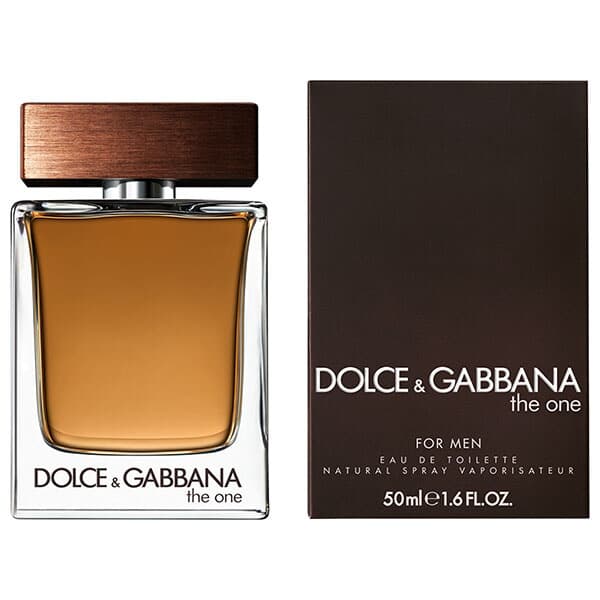 DOLCE & GABBANA
the one
DOLCE & GABBANA
the one
FOR MEN
EAU DE TOILETTE
NATURAL SPRAY VAPORISATEUR
50ml℮1.6 FL.OZ.